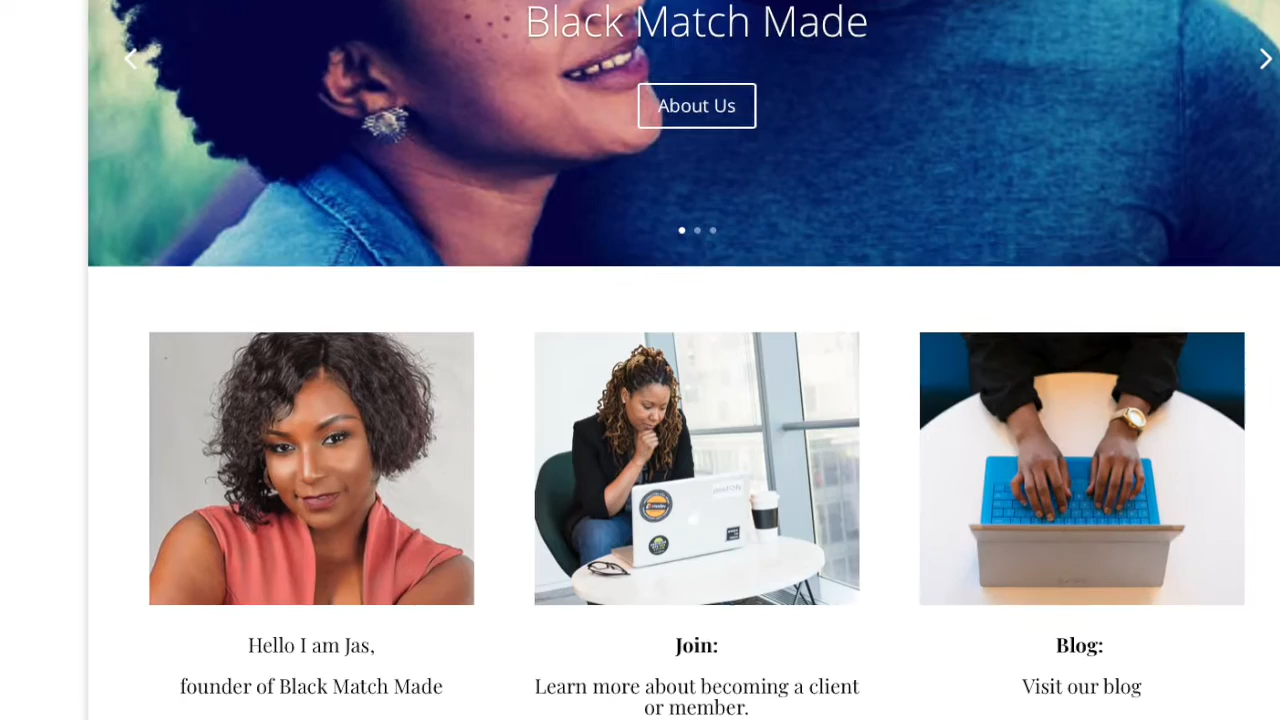 Black Match Made
About Us
Hello I am Jas,
founder of Black Match Made
Join:
Learn more about becoming a client
or member.
Blog:
Visit our blog